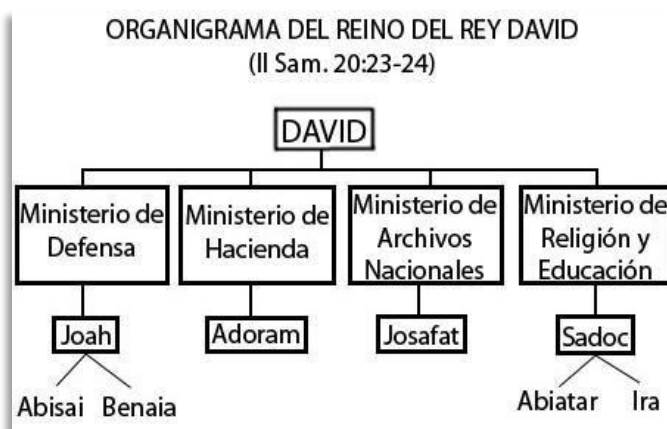 ORGANIGRAMA DEL REINO DEL REY DAVID
(II Sam. 20:23-24)
DAVID
Ministerio de
Defensa
Ministerio de
Hacienda
Ministerio de
Archivos
Nacionales
Ministerio de
Religión y
Educación
Joah
Adoram
Josafat
Sadoc
Abisai
Benaia
Abiatar
Ira